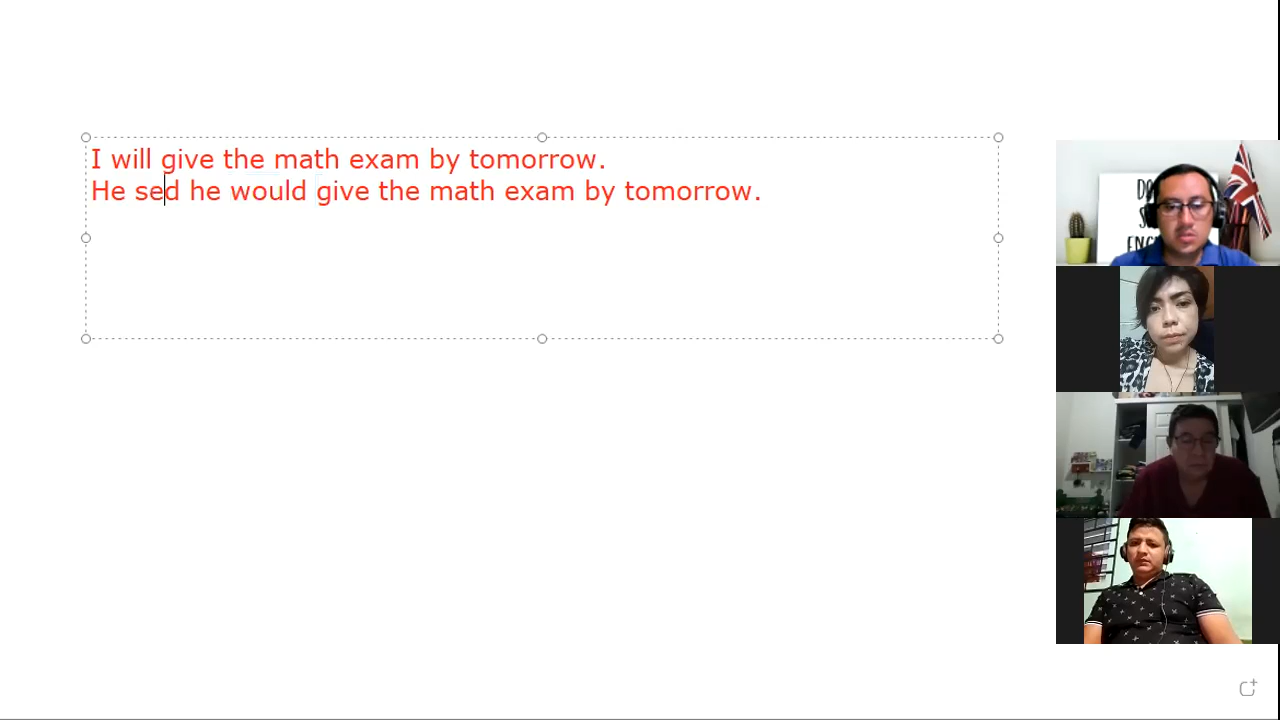 I will give the math exam by tomorrow.
He sed he would give the math exam by tomorrow.